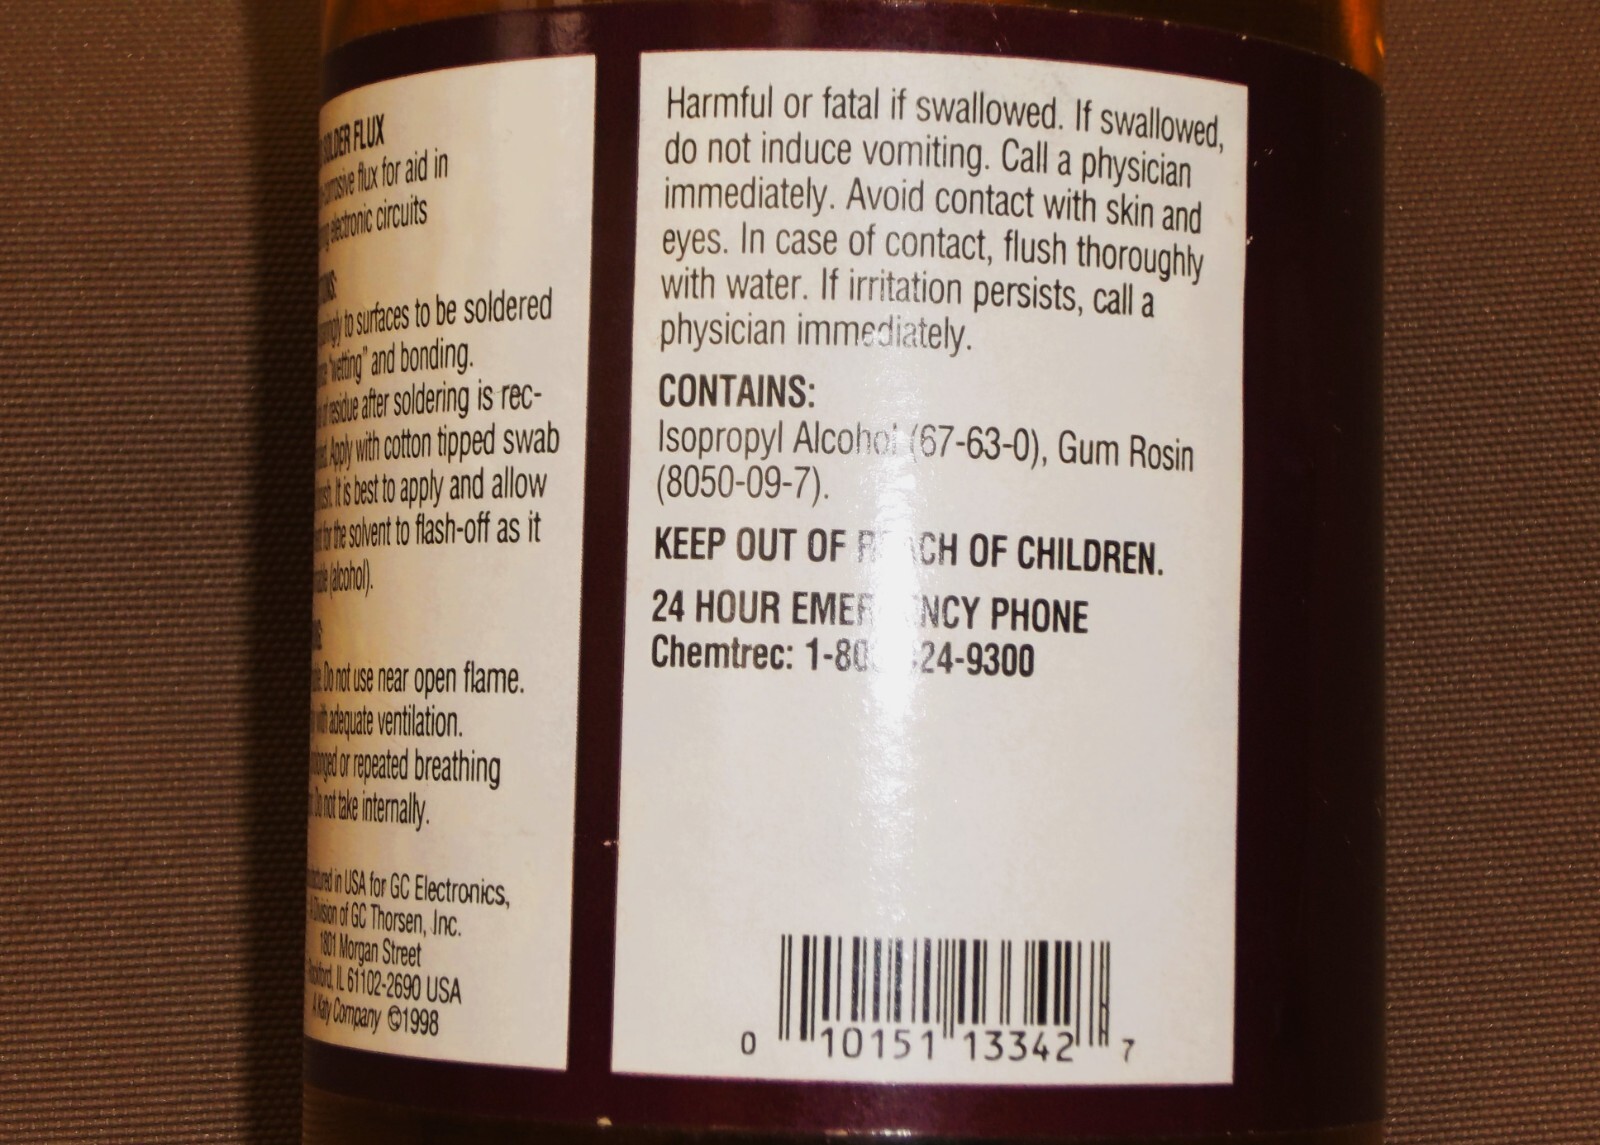 SOLDER FLUX
flux for aid in
electronic circuits
to surfaces to be soldered
"wetting" and bonding.
residue after soldering is rec-
Apply with cotton tipped swab
It is best to apply and allow
for the solvent to flash-off as it
(alcohol).
Do not use near open flame.
with adequate ventilation.
or repeated breathing
Do not take internally.
in USA for GC Electronics,
A Division of GC Thorsen, Inc.
1801 Morgan Street
IL 61102-2690 USA
A Katy Company ©1998
Harmful or fatal if swallowed. If swallowed,
do not induce vomiting. Call a physician
immediately. Avoid contact with skin and
eyes. In case of contact, flush thoroughly
with water. If irritation persists, call a
physician immediately.
CONTAINS:
Isopropyl Alcohol (67-63-0), Gum Rosin
(8050-09-7).
KEEP OUT OF REACH OF CHILDREN.
24 HOUR EMERGENCY PHONE
Chemtrec:
0 10151 13342 7